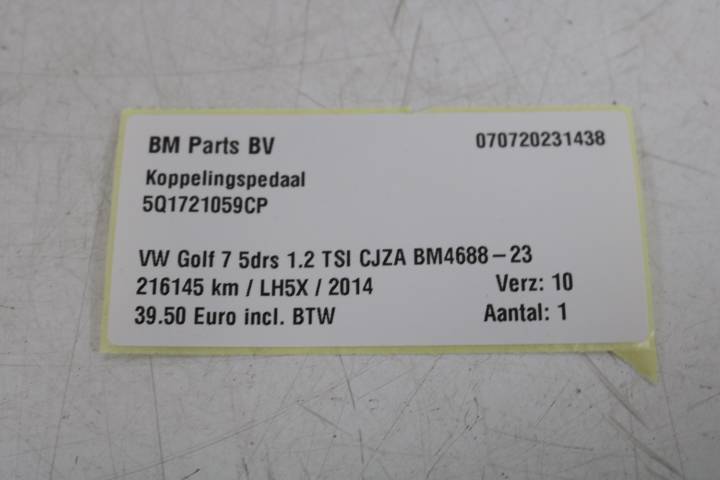 BM Parts BV 070720231438
Koppelingspedaal
5Q1721059CP
VW Golf 7 5drs 1.2 TSI CJZA BM4688-23
216145 km / LH5X / 2014 Verz: 10
39.50 Euro incl. BTW Aantal: 1